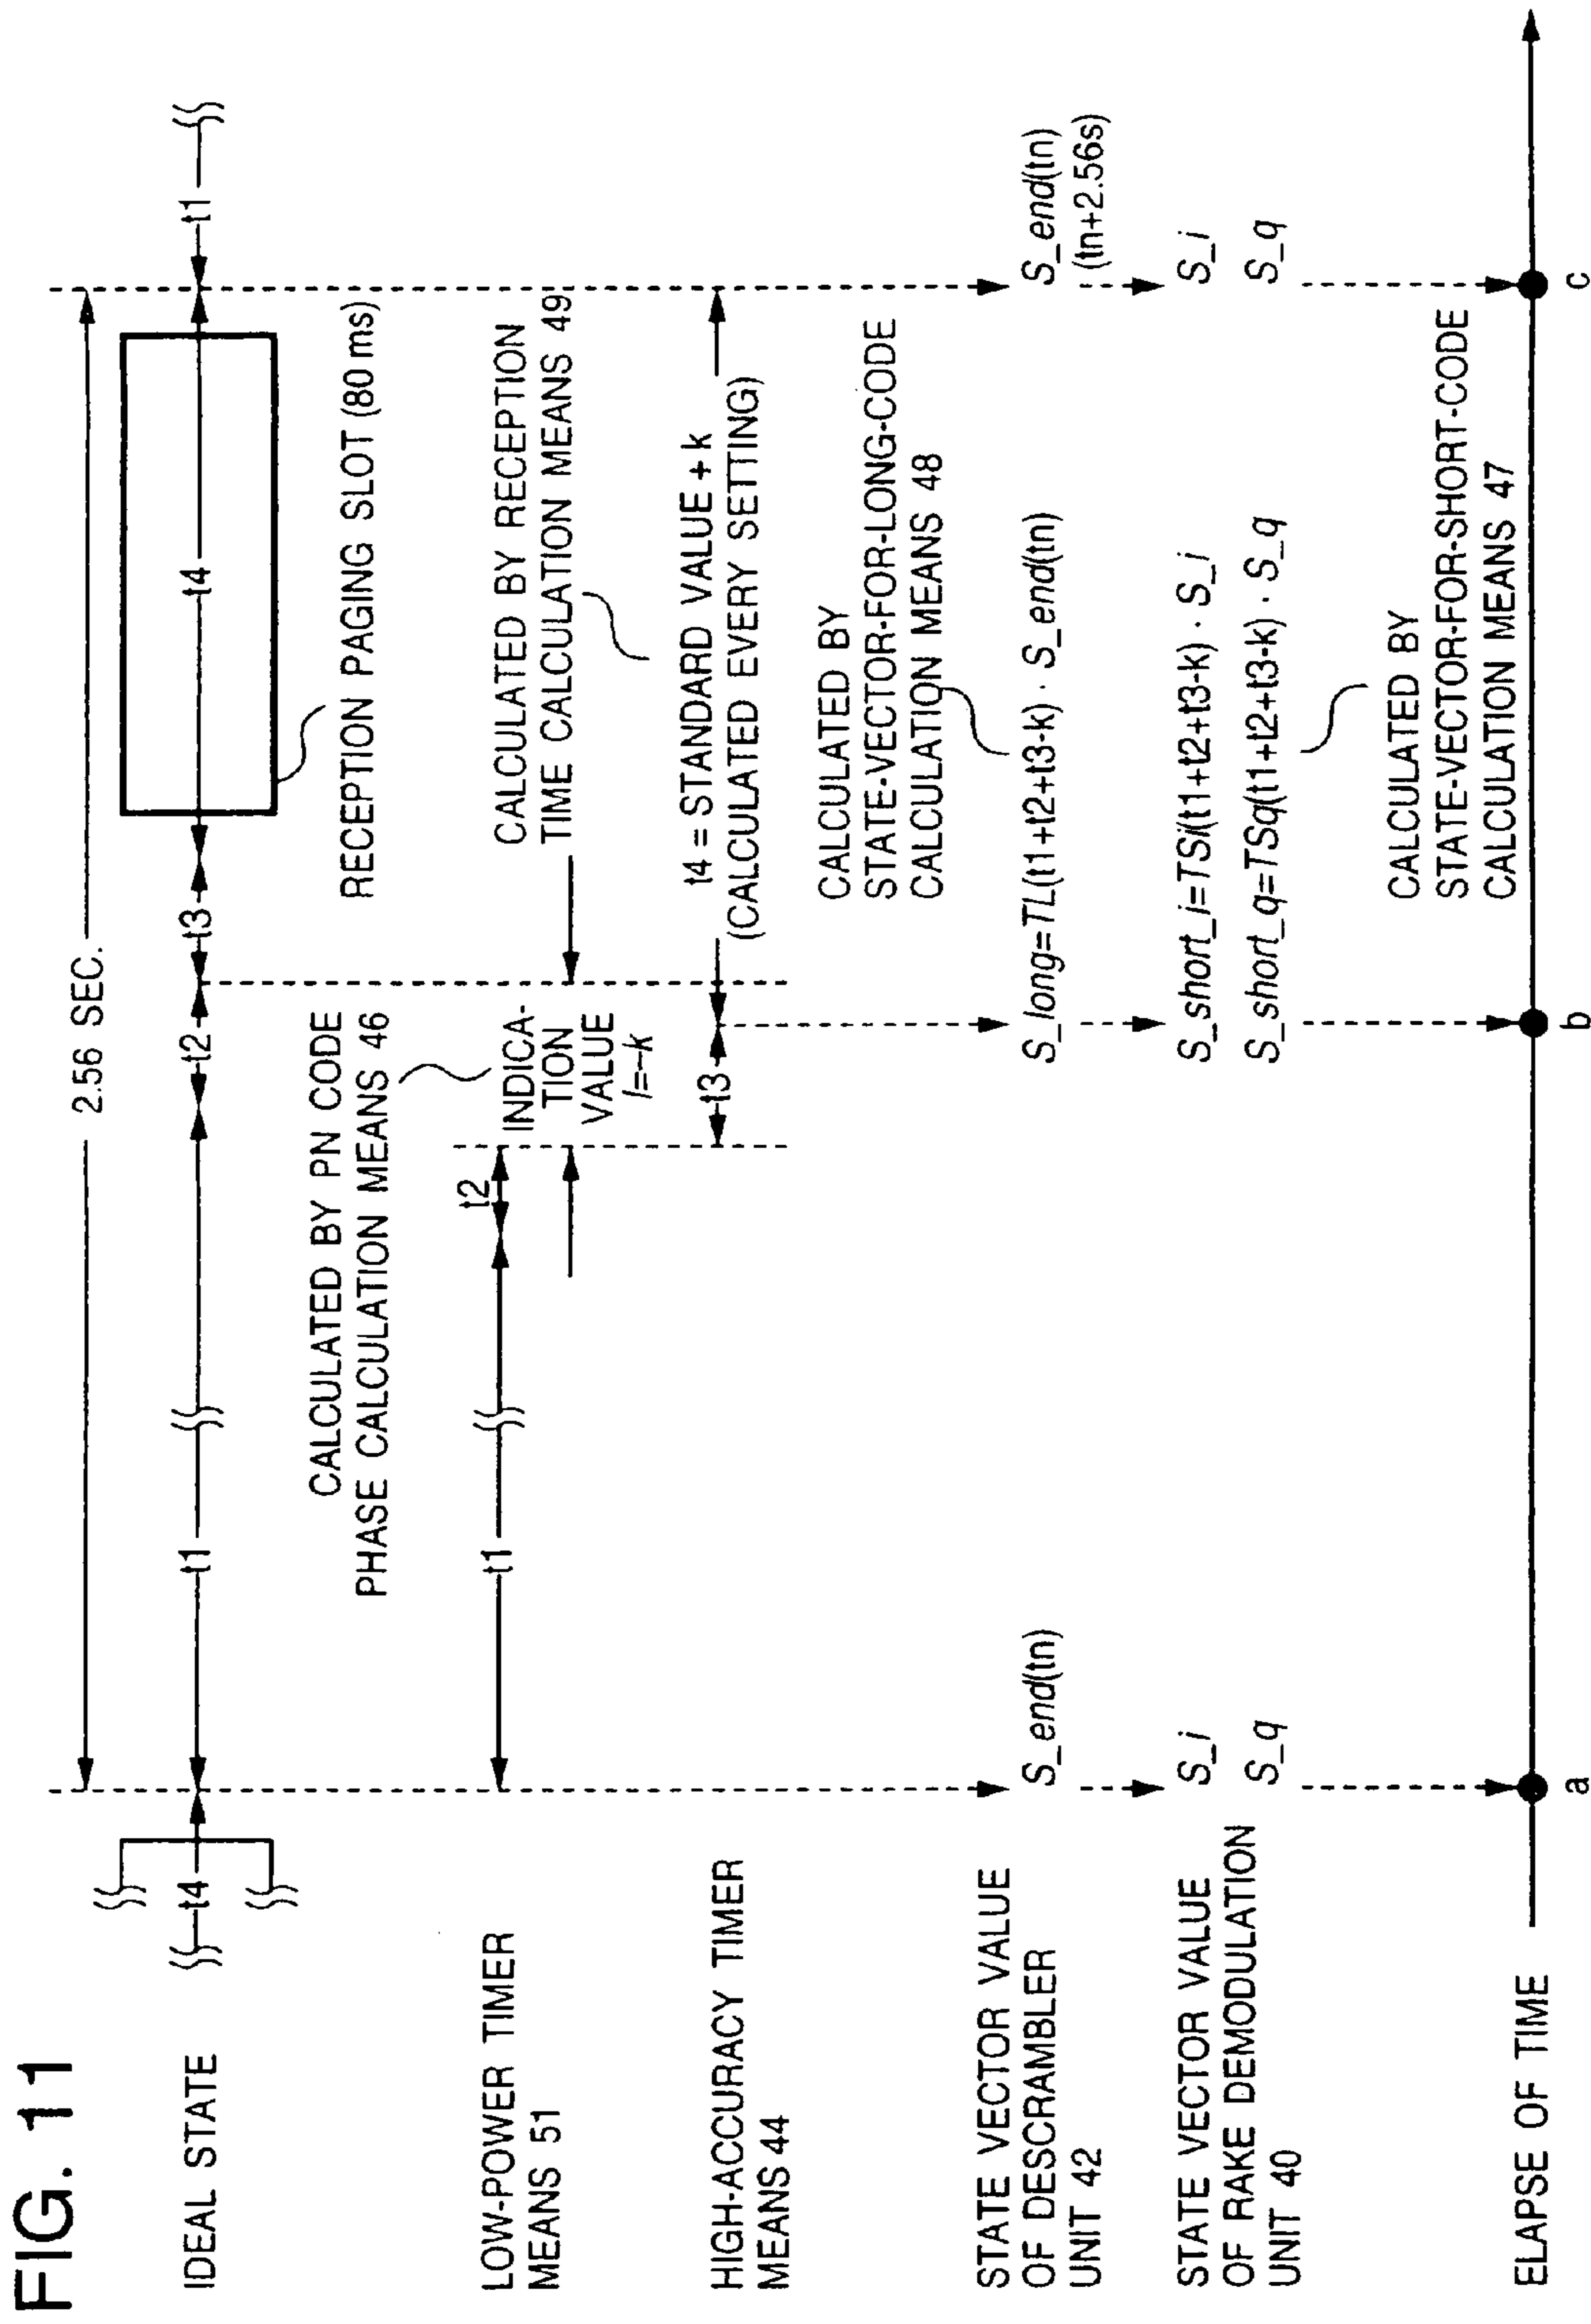 FIG. 11
2.56 SEC.
IDEAL STATE
t4
t1
t2
t3
t4
t1
RECEPTION PAGING SLOT (80 ms)
CALCULATED BY PN CODE
PHASE CALCULATION MEANS 46
LOW-POWER TIMER
MEANS 51
t1
t2
INDICA-
TION
VALUE
l=-k
CALCULATED BY RECEPTION
TIME CALCULATION MEANS 49
HIGH-ACCURACY TIMER
MEANS 44
t3
t4 = STANDARD VALUE + k
(CALCULATED EVERY SETTING)
CALCULATED BY
STATE-VECTOR-FOR-LONG-CODE
CALCULATION MEANS 48
STATE VECTOR VALUE
OF DESCRAMBLER
UNIT 42
S_end(tn)
S_long=TL(t1+t2+t3-k) · S_end(tn)
S_end(tn)
(tn+2.56s)
STATE VECTOR VALUE
OF RAKE DEMODULATION
UNIT 40
S_i
S_q
S_short_i=TSi(t1+t2+t3-k) · S_i
S_short_q=TSq(t1+t2+t3-k) · S_q
S_i
S_q
CALCULATED BY
STATE-VECTOR-FOR-SHORT-CODE
CALCULATION MEANS 47
ELAPSE OF TIME
a
b
c